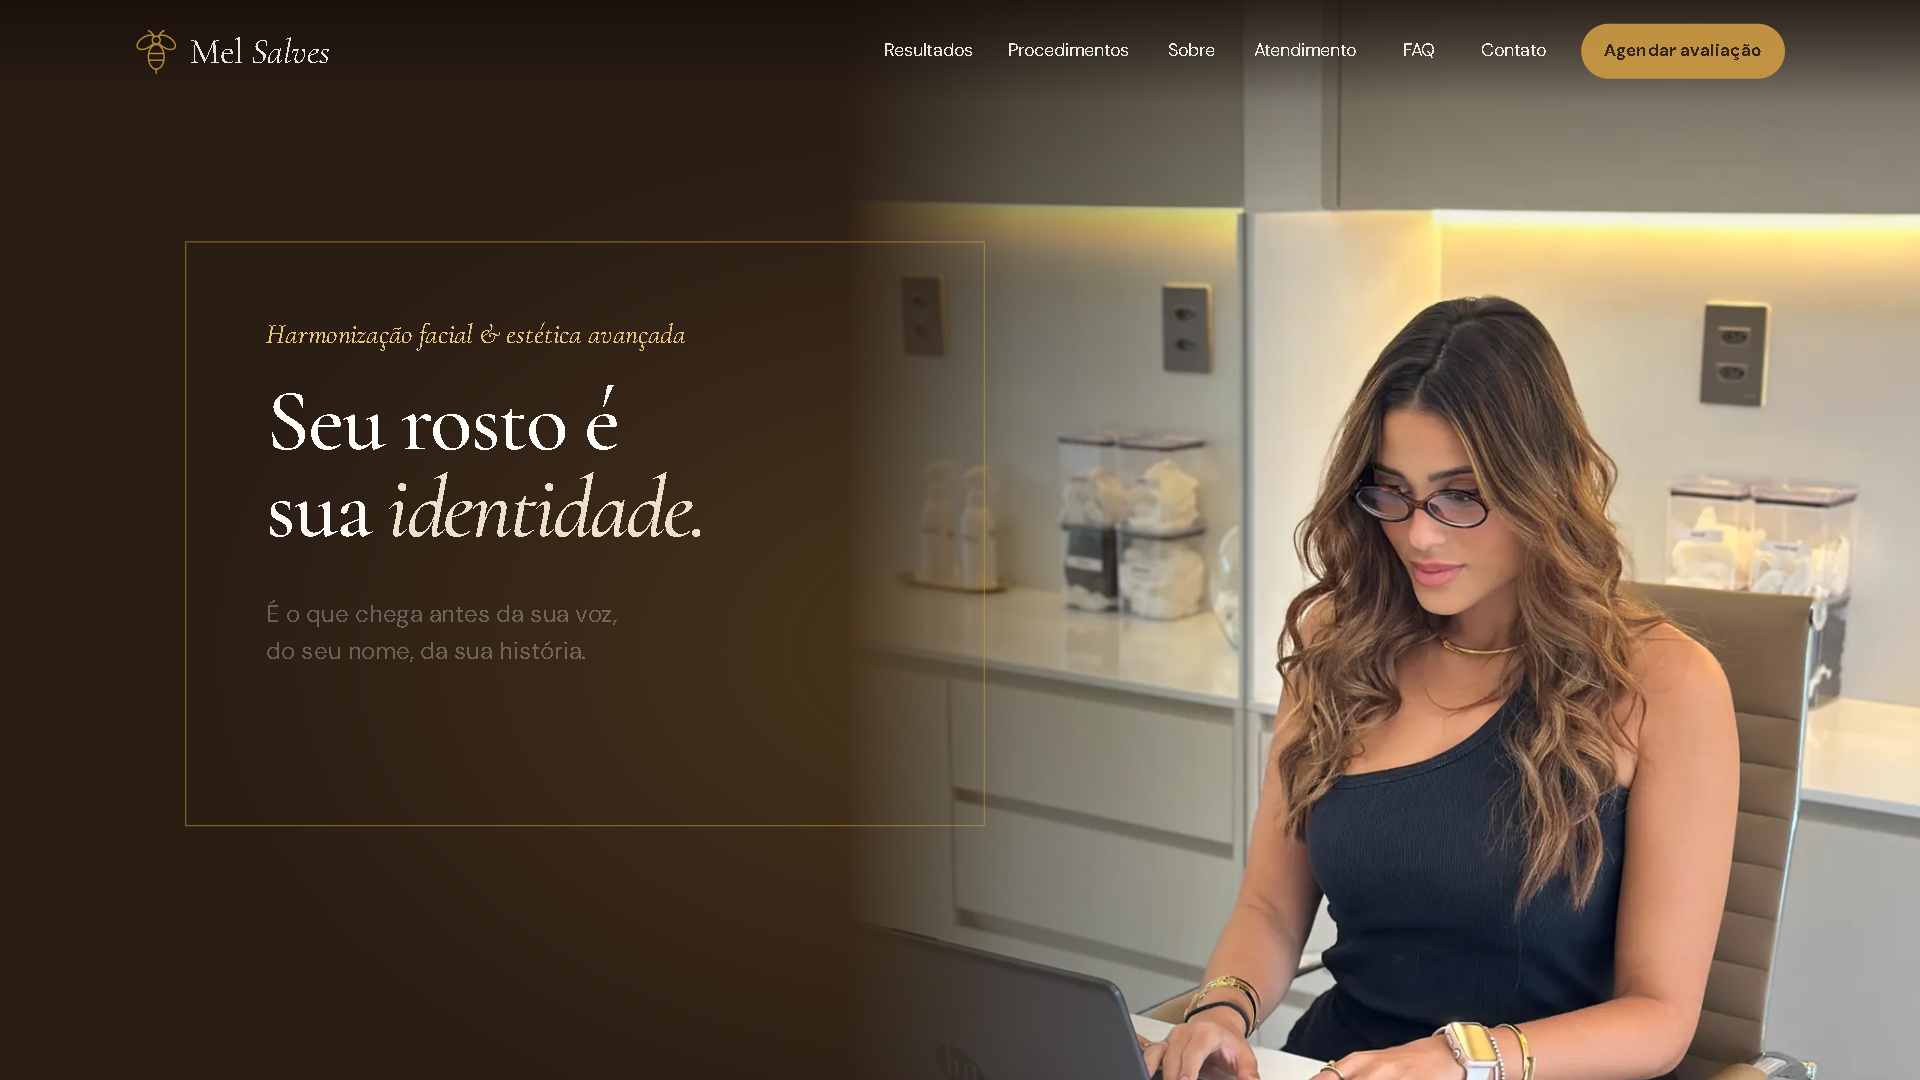 Mel Salves
Resultados
Procedimentos
Sobre
Atendimento
FAQ
Contato
Agendar avaliação
Harmonização facial & estética avançada
Seu rosto é
sua identidade.
É o que chega antes da sua voz,
do seu nome, da sua história.
hp